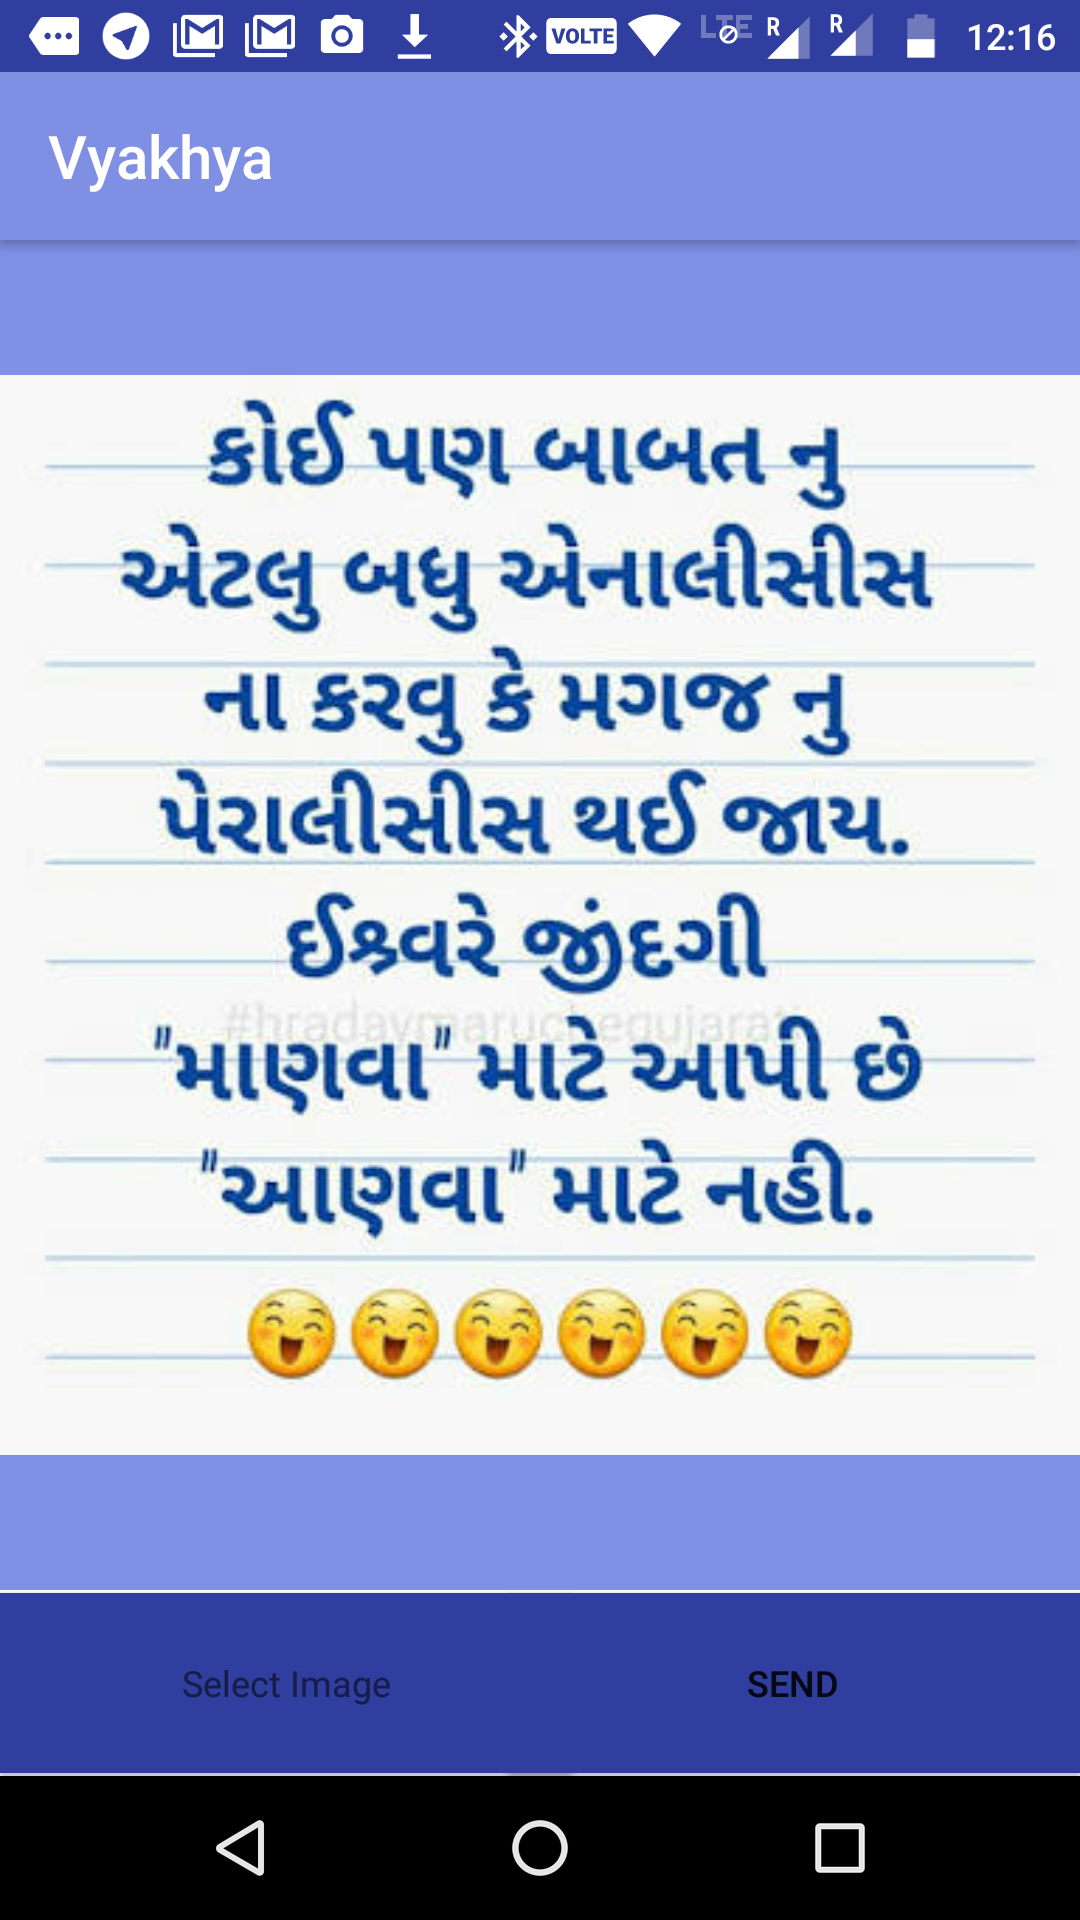 VOLTE LTE R R 12:16
Vyakhya
કોઈ પણ બાબત નુ
એટલુ બધુ એનાલીસીસ
ના કરવુ કે મગજ નુ
પેરાલીસીસ થઈ જાય.
ઈશ્ર્વરે જીંદગી
"માણવા" માટે આપી છે
"આણવા" માટે નહી.
Select Image SEND